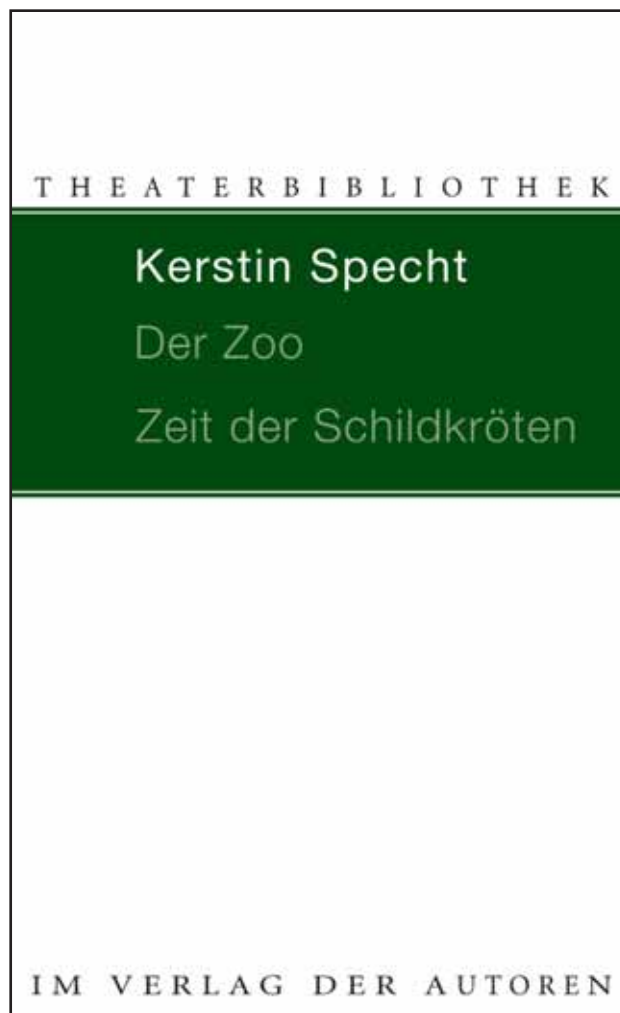 THEATERBIBLIOTHEK
Kerstin Specht
Der Zoo
Zeit der Schildkröten
IM VERLAG DER AUTOREN